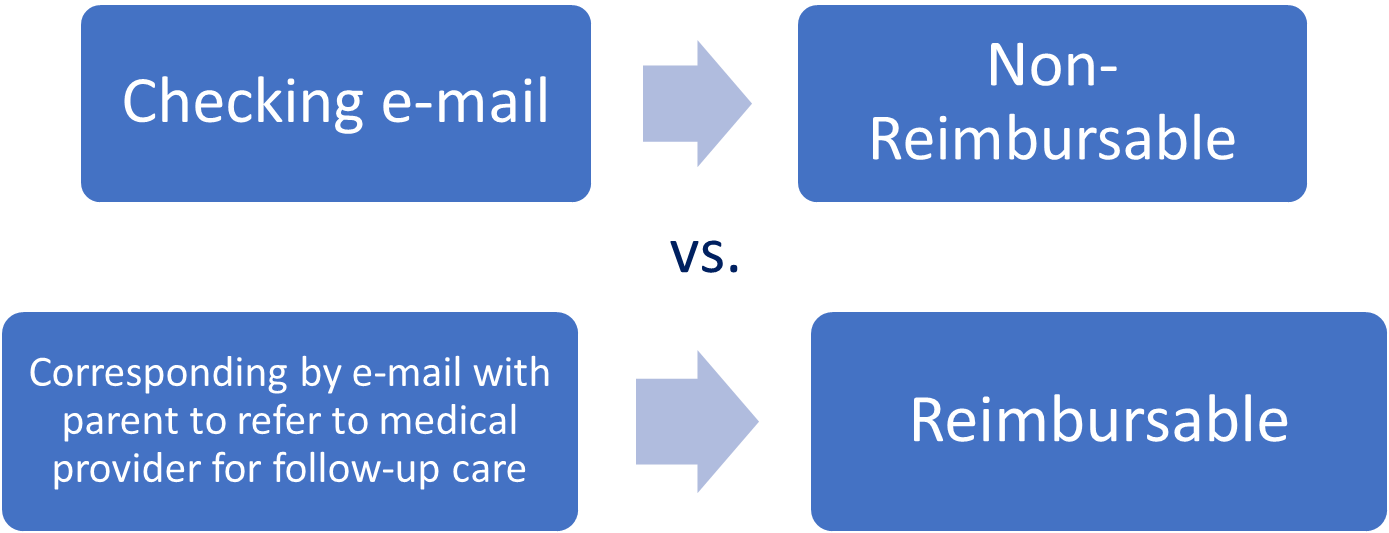 Checking e-mail
Non-
Reimbursable
vs.
Corresponding by e-mail with
parent to refer to medical
provider for follow-up care
Reimbursable